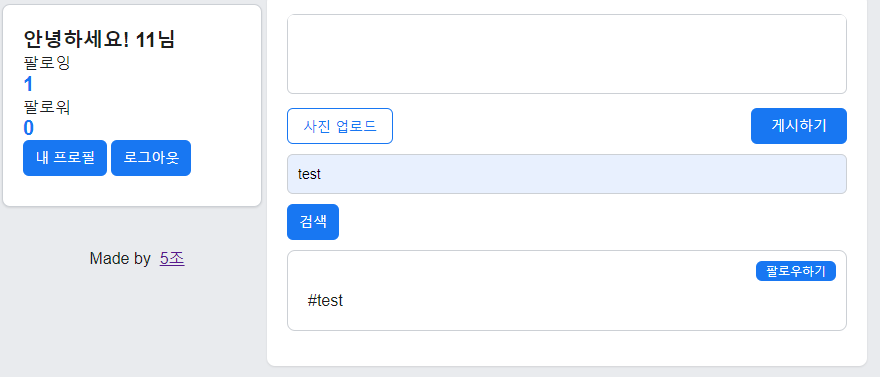 안녕하세요! 11님
팔로잉
1
팔로워
0
내 프로필 로그아웃
Made by 5조
사진 업로드 게시하기
test
검색
팔로우하기
#test